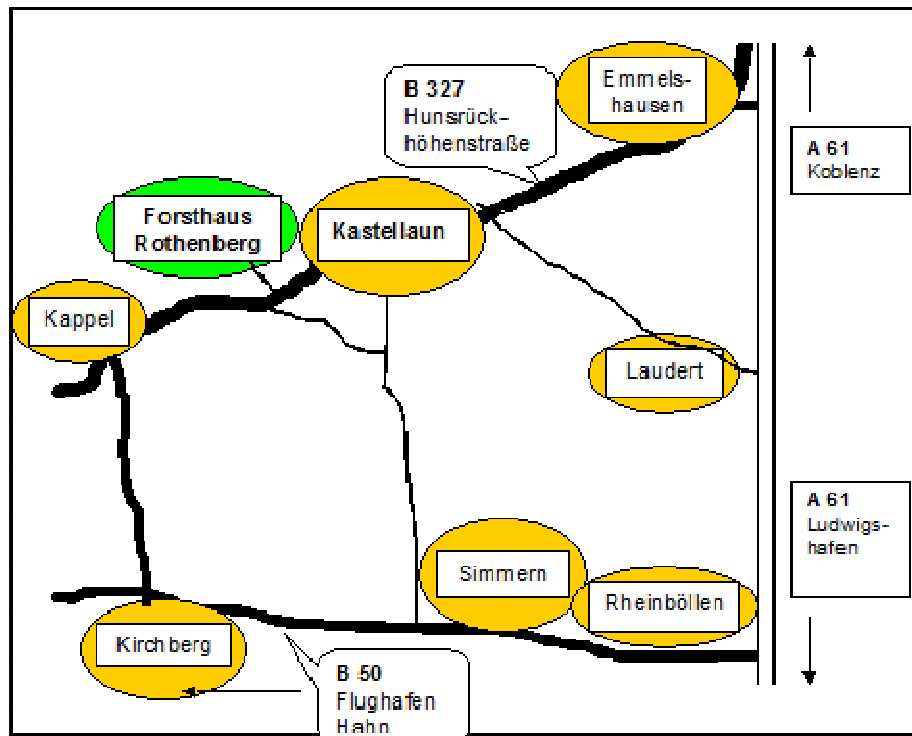 Emmels-
hausen
B 327
Hunsrück-
höhenstraße
A 61
Koblenz
Forsthaus
Rothenberg
Kastellaun
Kappel
Laudert
A 61
Ludwigs-
hafen
Simmern
Rheinböllen
Kirchberg
B 50
Flughafen
Hahn